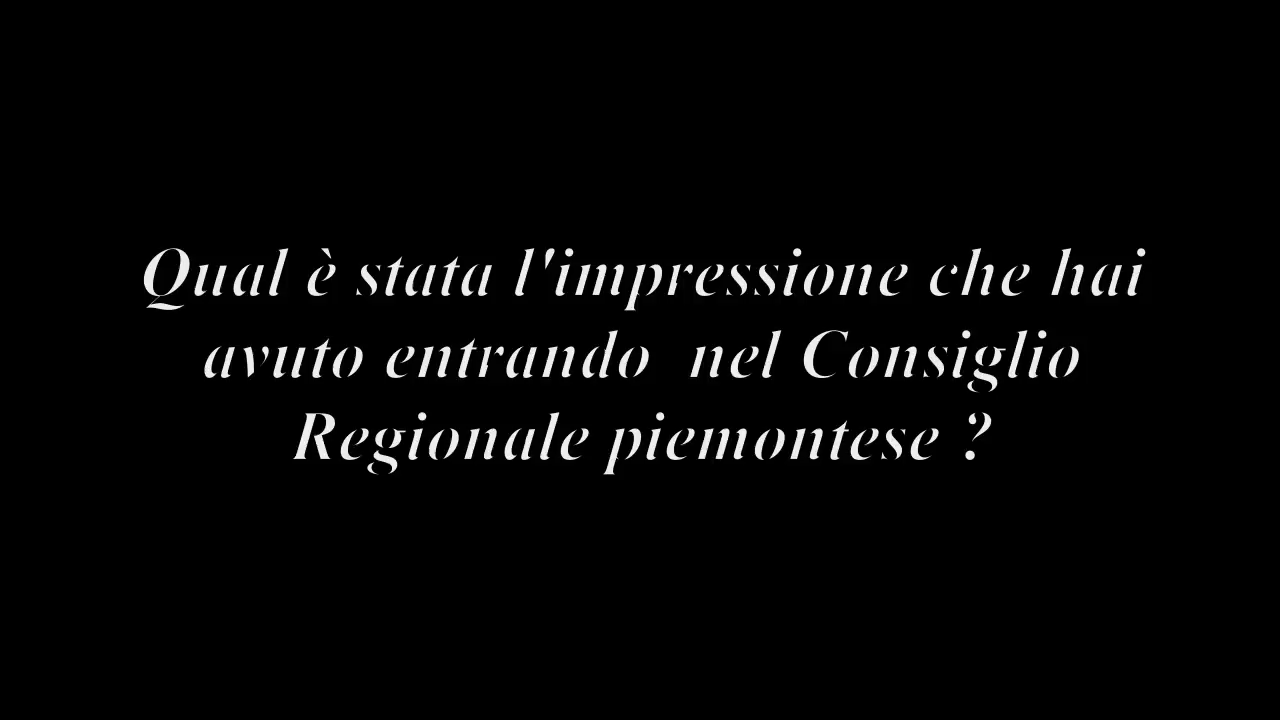 Qual è stata l'impressione che hai
avuto entrando  nel Consiglio
Regionale piemontese ?